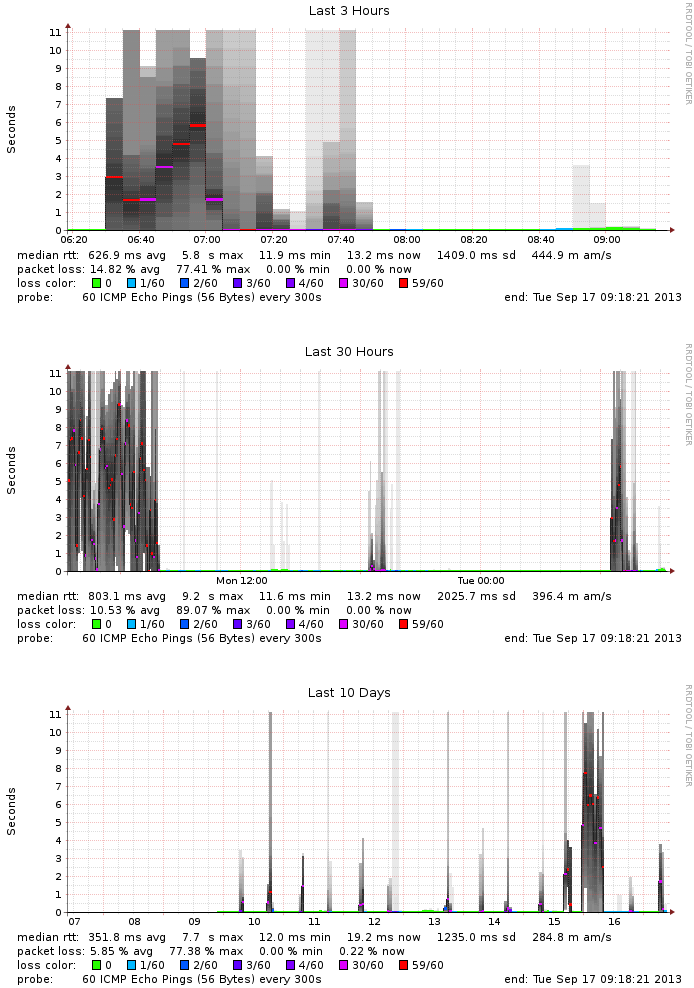 Last 3 Hours
RRDTOOL / TOBI OETIKER
Seconds
11
10
9
8
7
6
5
4
3
2
1
0
06:20 06:40 07:00 07:20 07:40 08:00 08:20 08:40 09:00
median rtt: 626.9 ms avg 5.8 s max 11.9 ms min 13.2 ms now 1409.0 ms sd 444.9 m am/s
packet loss: 14.82 % avg 77.41 % max 0.00 % min 0.00 % now
loss color: 0 1/60 2/60 3/60 4/60 30/60 59/60
probe: 60 ICMP Echo Pings (56 Bytes) every 300s end: Tue Sep 17 09:18:21 2013
Last 30 Hours
RRDTOOL / TOBI OETIKER
Seconds
11
10
9
8
7
6
5
4
3
2
1
0
Mon 12:00 Tue 00:00
median rtt: 803.1 ms avg 9.2 s max 11.6 ms min 13.2 ms now 2025.7 ms sd 396.4 m am/s
packet loss: 10.53 % avg 89.07 % max 0.00 % min 0.00 % now
loss color: 0 1/60 2/60 3/60 4/60 30/60 59/60
probe: 60 ICMP Echo Pings (56 Bytes) every 300s end: Tue Sep 17 09:18:21 2013
Last 10 Days
RRDTOOL / TOBI OETIKER
Seconds
11
10
9
8
7
6
5
4
3
2
1
0
07 08 09 10 11 12 13 14 15 16
median rtt: 351.8 ms avg 7.7 s max 12.0 ms min 19.2 ms now 1235.0 ms sd 284.8 m am/s
packet loss: 5.85 % avg 77.38 % max 0.00 % min 0.22 % now
loss color: 0 1/60 2/60 3/60 4/60 30/60 59/60
probe: 60 ICMP Echo Pings (56 Bytes) every 300s end: Tue Sep 17 09:18:21 2013